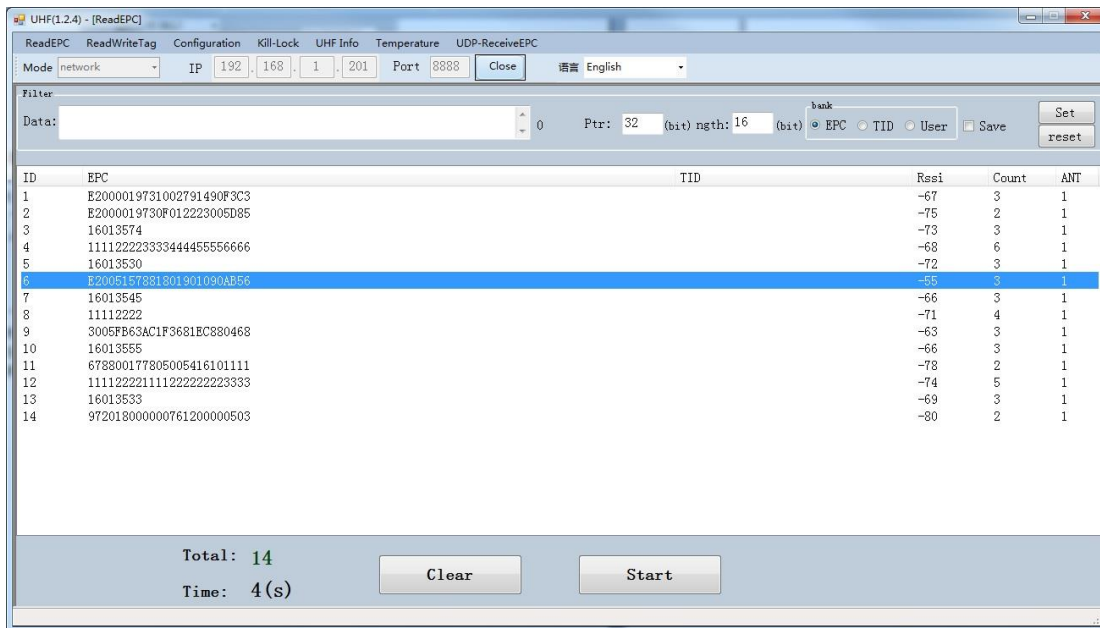 UHF(1.2.4) - [ReadEPC]
ReadEPC ReadWriteTag Configuration Kill-Lock UHF Info Temperature UDP-ReceiveEPC
Mode network IP 192 . 168 . 1 . 201 Port 8888 Close 语言 English
Filter
Data: 0 Ptr: 32 (bit) ngth: 16 (bit) bank EPC TID User Save Set
reset
ID EPC TID Rssi Count ANT
1 E2000019731002791490F3C3 -67 3 1
2 E2000019730F012223005D85 -75 2 1
3 16013574 -73 3 1
4 111122223333444455556666 -68 6 1
5 16013530 -72 3 1
6 E2005157881801901090AB56 -55 3 1
7 16013545 -66 3 1
8 11112222 -71 4 1
9 3005FB63AC1F3681EC880468 -63 3 1
10 16013555 -66 3 1
11 678800177805005416101111 -78 2 1
12 111122221111222222223333 -74 5 1
13 16013533 -69 3 1
14 972018000000761200000503 -80 2 1
Total: 14
Time: 4(s)
Clear Start